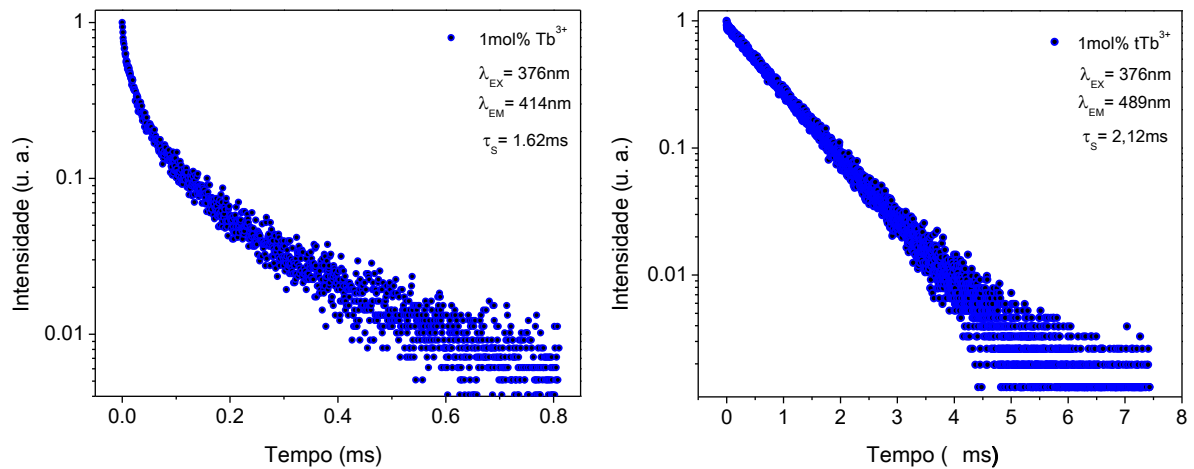 1
0.1
0.01
0.0
0.2
0.4
0.6
0.8
Intensidade (u. a.)
Tempo (ms)
1mol% Tb³⁺
λEX= 376nm
λEM= 414nm
τS= 1.62ms
1
0.1
0.01
0
1
2
3
4
5
6
7
8
Intensidade (u. a.)
Tempo ( ms)
1mol% tTb³⁺
λEX= 376nm
λEM= 489nm
τS= 2,12ms